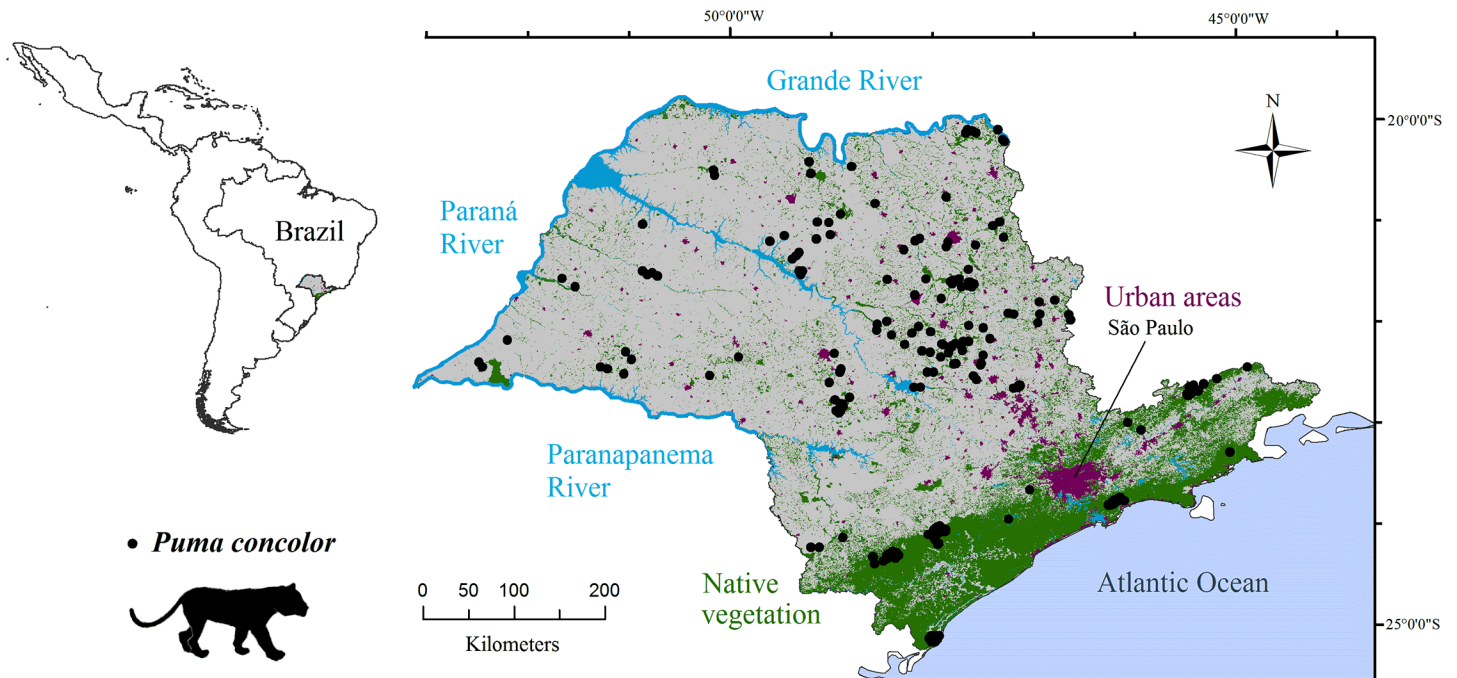 50°0'0"W
45°0'0"W
Grande River
N
20°0'0"S
Paraná
River
Brazil
Urban areas
São Paulo
Paranapanema
River
Puma concolor
Native
vegetation
Atlantic Ocean
0 50 100 200
Kilometers
25°0'0"S